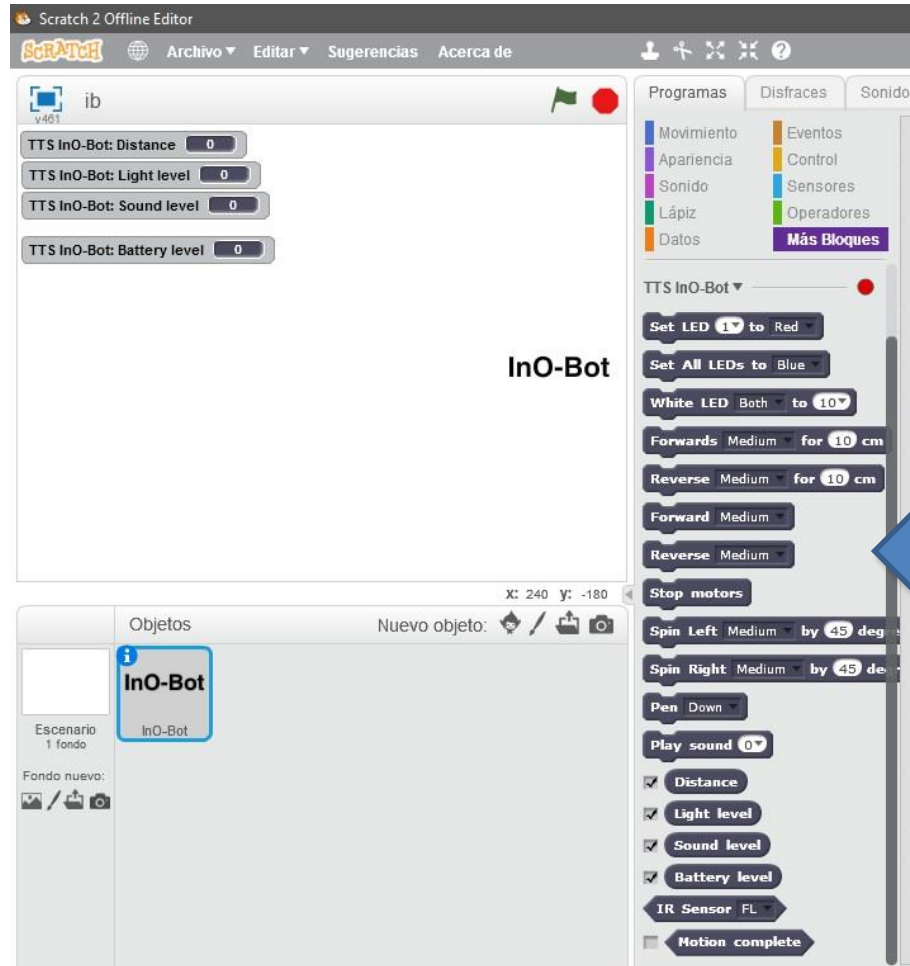 Scratch 2 Offline Editor
SCRATCH Archivo Editar Sugerencias Acerca de
ib
v461
TTS InO-Bot: Distance 0
TTS InO-Bot: Light level 0
TTS InO-Bot: Sound level 0
TTS InO-Bot: Battery level 0
InO-Bot
X: 240 Y: -180
Objetos Nuevo objeto:
InO-Bot
InO-Bot
Escenario
1 fondo
Fondo nuevo:
Programas Disfraces Sonido
Movimiento Eventos
Apariencia Control
Sonido Sensores
Lápiz Operadores
Datos Más Bloques
TTS InO-Bot
Set LED 1 to Red
Set All LEDs to Blue
White LED Both to 10
Forwards Medium for 10 cm
Reverse Medium for 10 cm
Forward Medium
Reverse Medium
Stop motors
Spin Left Medium by 45 deg
Spin Right Medium by 45 de
Pen Down
Play sound 0
Distance
Light level
Sound level
Battery level
IR Sensor FL
Motion complete